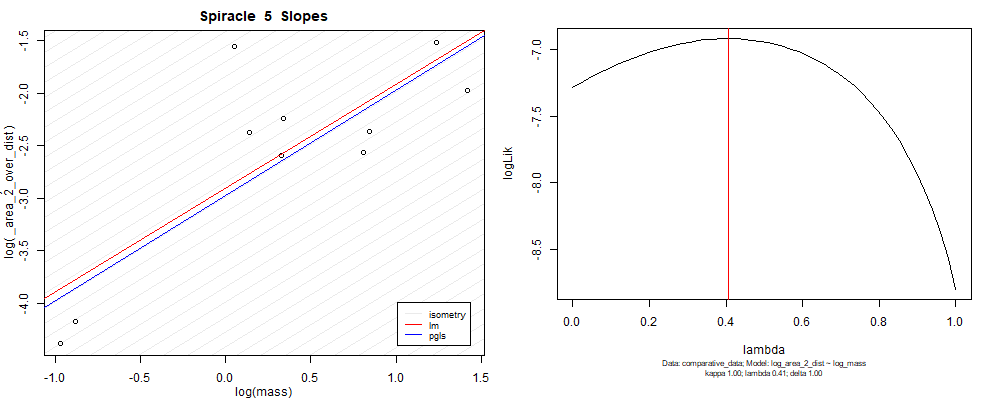 Spiracle 5 Slopes
log(_area_2_over_dist)
-1.5
-2.0
-2.5
-3.0
-3.5
-4.0
isometry
lm
pgls
-1.0 -0.5 0.0 0.5 1.0 1.5
log(mass)
logLik
-7.0
-7.5
-8.0
-8.5
0.0 0.2 0.4 0.6 0.8 1.0
lambda
Data: comparative_data; Model: log_area_2_dist ~ log_mass
kappa 1.00; lambda 0.41; delta 1.00